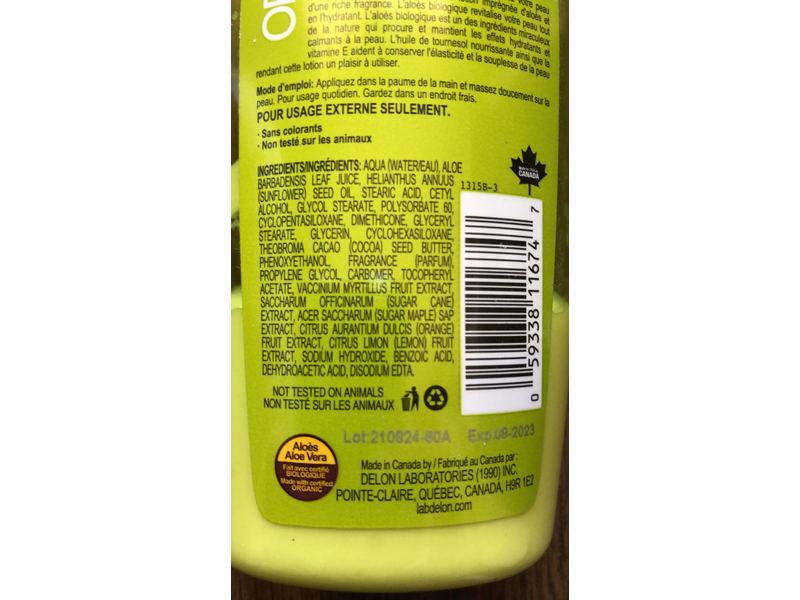 OR
imprégnée d'aloès et
d'une riche fragrance. L'aloès biologique revitalise votre peau tout
en l'hydratant. L'aloès biologique est un des ingrédients miraculeux
de la nature qui procure et maintient les effets hydratants et
calmants à la peau. L'huile de tournesol nourrissante ainsi que la
vitamine E aident à conserver l'élasticité et la souplesse de la peau
rendant cette lotion un plaisir à utiliser.
Mode d'emploi: Appliquez dans la paume de la main et massez doucement sur la
peau. Pour usage quotidien. Gardez dans un endroit frais.
POUR USAGE EXTERNE SEULEMENT.
· Sans colorants
· Non testé sur les animaux
INGREDIENTS/INGRÉDIENTS: AQUA (WATER/EAU), ALOE
BARBADENSIS LEAF JUICE, HELIANTHUS ANNUUS
(SUNFLOWER) SEED OIL, STEARIC ACID, CETYL
ALCOHOL, GLYCOL STEARATE, POLYSORBATE 60,
CYCLOPENTASILOXANE, DIMETHICONE, GLYCERYL
STEARATE, GLYCERIN, CYCLOHEXASILOXANE,
THEOBROMA CACAO (COCOA) SEED BUTTER,
PHENOXYETHANOL, FRAGRANCE (PARFUM),
PROPYLENE GLYCOL, CARBOMER, TOCOPHERYL
ACETATE, VACCINIUM MYRTILLUS FRUIT EXTRACT,
SACCHARUM OFFICINARUM (SUGAR CANE)
EXTRACT, ACER SACCHARUM (SUGAR MAPLE) SAP
EXTRACT, CITRUS AURANTIUM DULCIS (ORANGE)
FRUIT EXTRACT, CITRUS LIMON (LEMON) FRUIT
EXTRACT, SODIUM HYDROXIDE, BENZOIC ACID,
DEHYDROACETIC ACID, DISODIUM EDTA.
CANADA
1315B-3
0 59338 11674 7
NOT TESTED ON ANIMALS
NON TESTÉ SUR LES ANIMAUX
Lot:210824-80A Exp:08-2023
Aloès
Aloe Vera
Fait avec certifié
BIOLOGIQUE
Made with certified
ORGANIC
Made in Canada by / Fabriqué au Canada par :
DELON LABORATORIES (1990) INC.
POINTE-CLAIRE, QUÉBEC, CANADA, H9R 1E2
labdelon.com